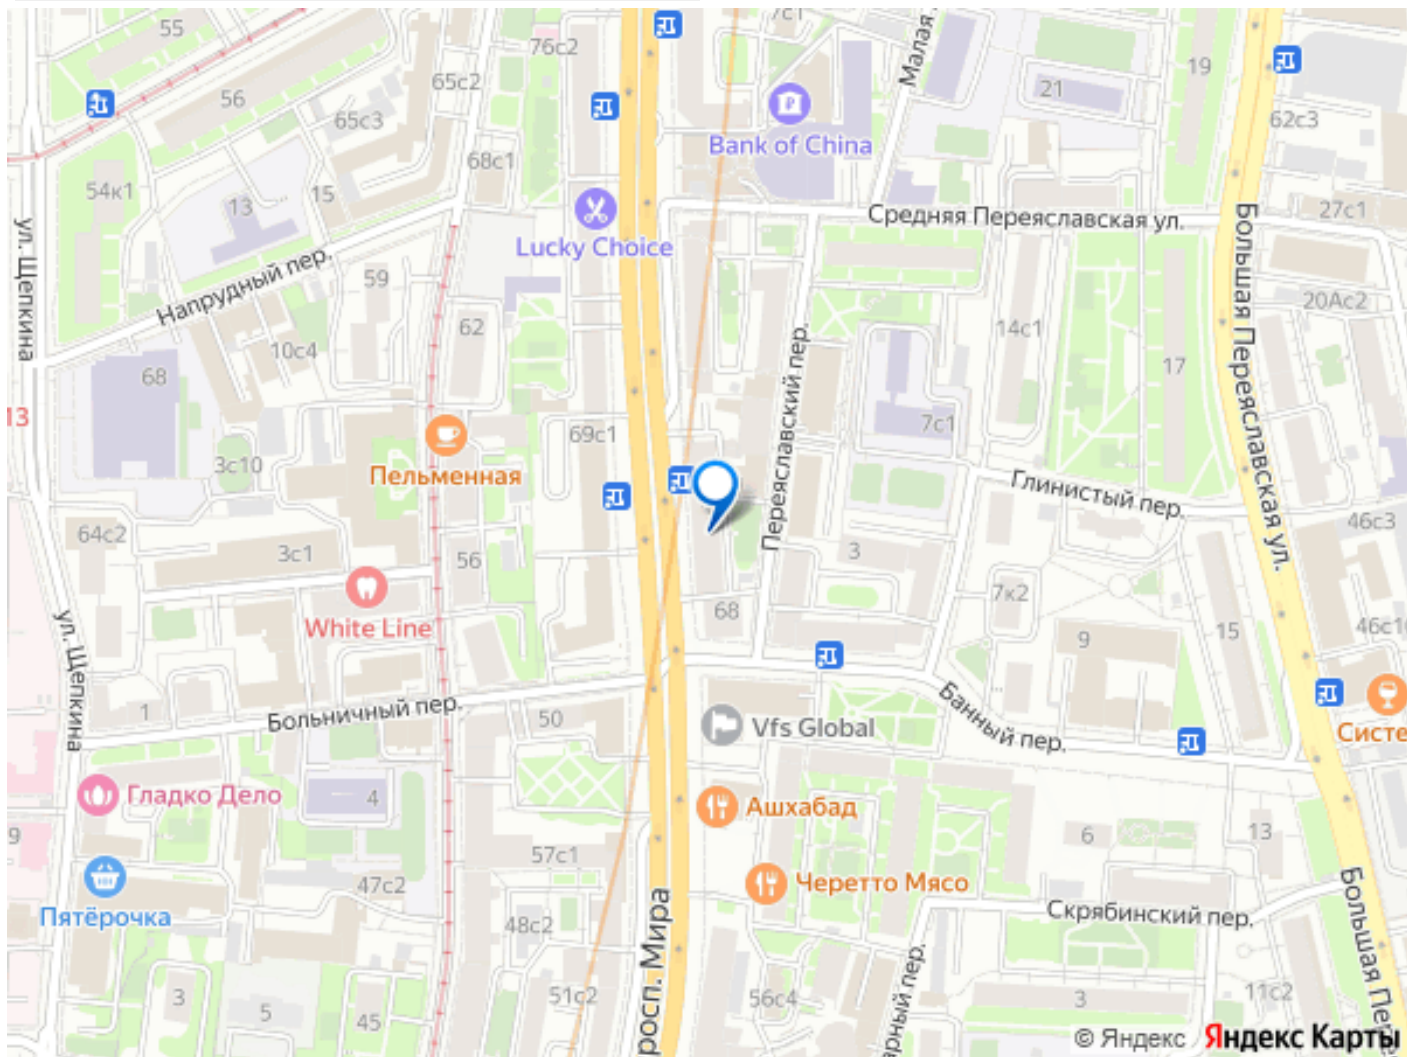 55
76с2
7с1
Малая
19
65с2
56
65с3
21
62с3
Bank of China
68с1
54к1
15
13
27с1
Средняя Переяславская ул.
Lucky Choice
ул. Щепкина
Напрудный пер.
59
20Ас2
Большая Переяславская ул.
62
14с1
10с4
Переяславский пер.
17
68
13
7с1
69с1
3с10
Пельменная
Глинистый пер.
64с2
46с3
3с1
56
3
7к2
White Line
68
ул. Щепкина
9
15
46с1
1
Больничный пер.
50
Vfs Global
Банный пер.
Систе
Гладко Дело
4
Ашхабад
9
6
13
57с1
47с2
Черетто Мясо
Пятёрочка
Скрябинский пер.
Большая Пер
48с2
росп. Мира
арный пер.
3
5
45
51с2
56с4
3
11с2
© Яндекс Яндекс Карты